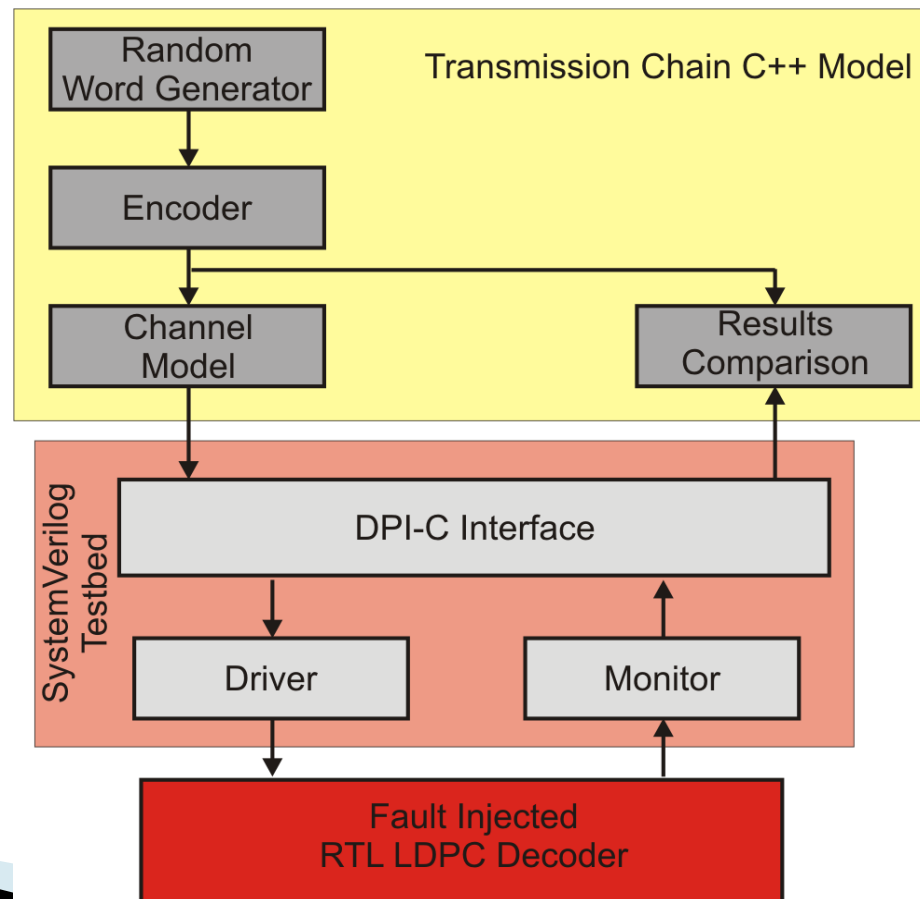 Random
Word Generator
Transmission Chain C++ Model
Encoder
Channel
Model
Results
Comparison
SystemVerilog
Testbed
DPI-C Interface
Driver
Monitor
Fault Injected
RTL LDPC Decoder